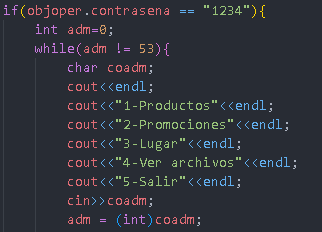 if(objoper.contrasena == "1234"){
int adm=0;
while(adm != 53){
char coadm;
cout<<endl;
cout<<"1-Productos"<<endl;
cout<<"2-Promociones"<<endl;
cout<<"3-Lugar"<<endl;
cout<<"4-Ver archivos"<<endl;
cout<<"5-Salir"<<endl;
cin>>coadm;
adm = (int)coadm;